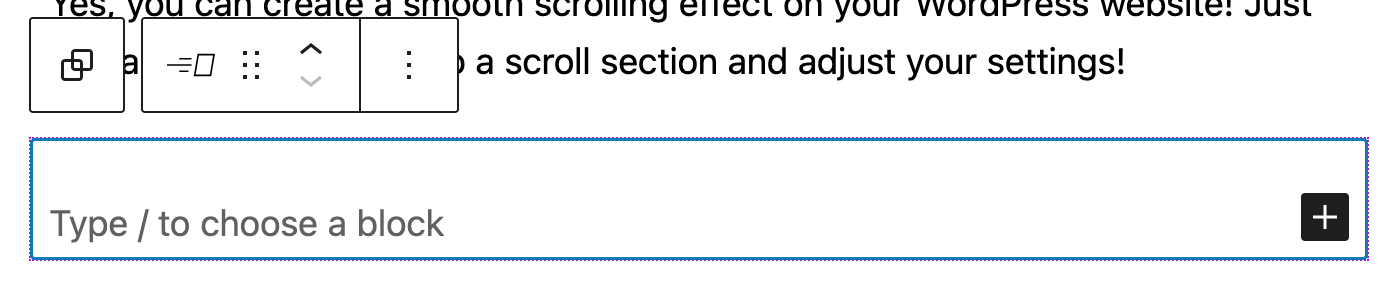 Yes, you can create a smooth scrolling effect on your WordPress website! Just
a scroll section and adjust your settings!
Type / to choose a block